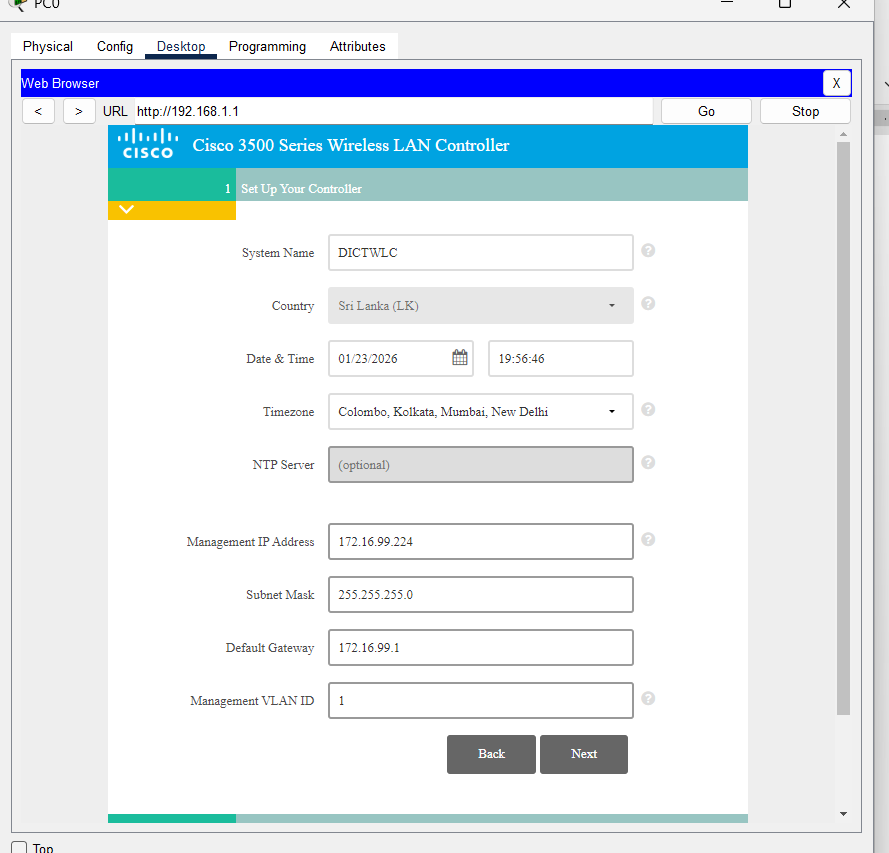 PC0
Physical Config Desktop Programming Attributes
Web Browser X
< > URL http://192.168.1.1 Go Stop
CISCO Cisco 3500 Series Wireless LAN Controller
1 Set Up Your Controller
System Name DICTWLC ?
Country Sri Lanka (LK) ?
Date & Time 01/23/2026 19:56:46
Timezone Colombo, Kolkata, Mumbai, New Delhi ?
NTP Server (optional) ?
Management IP Address 172.16.99.224 ?
Subnet Mask 255.255.255.0
Default Gateway 172.16.99.1
Management VLAN ID 1 ?
Back Next
Top